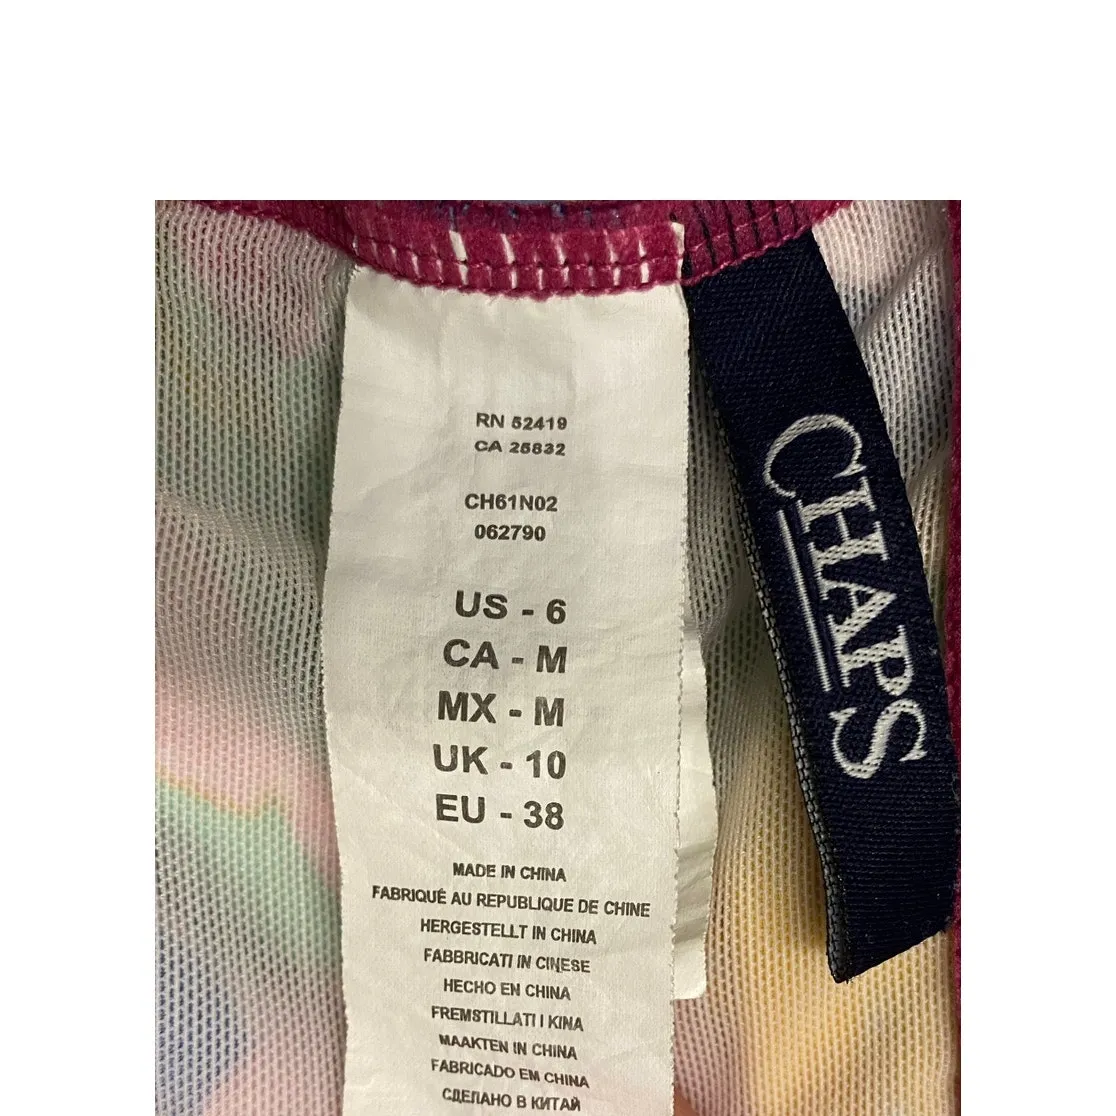 RN 52419
CA 25832
CH61N02
062790
US - 6
CA - M
MX - M
UK - 10
EU - 38
MADE IN CHINA
FABRIQUÉ AU REPUBLIQUE DE CHINE
HERGESTELLT IN CHINA
FABBRICATI IN CINESE
HECHO EN CHINA
FREMSTILLATI I KINA
MAAKTEN IN CHINA
FABRICADO EM CHINA
СДЕЛАНО В КИТАЙ
CHAPS